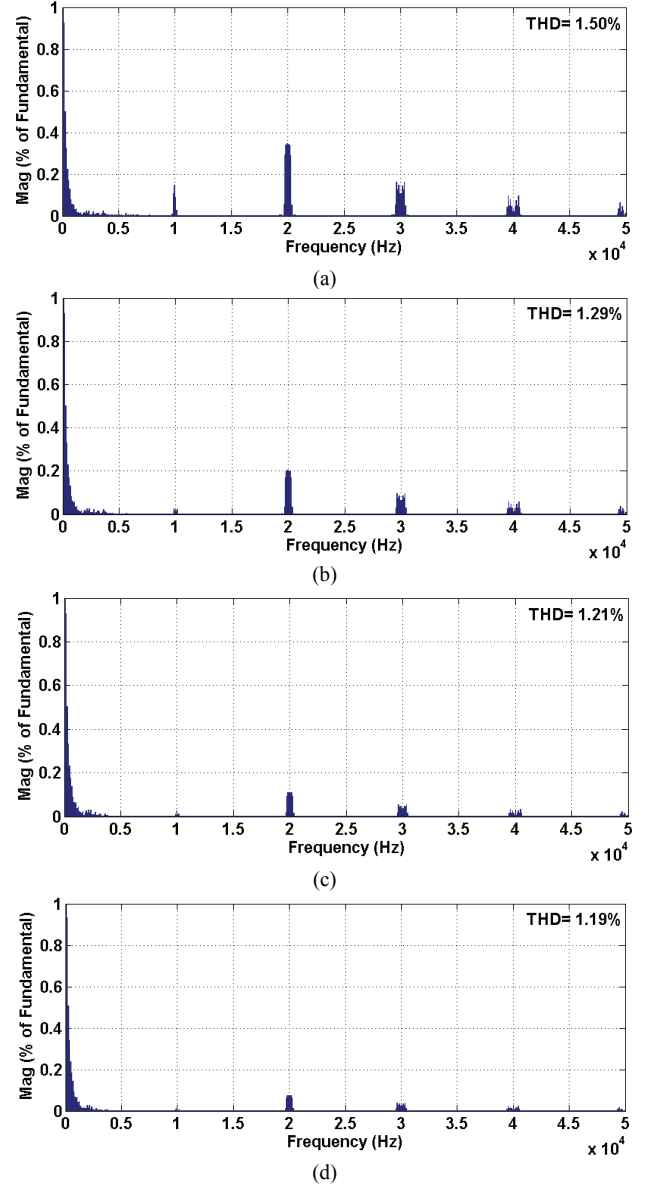 THD= 1.50%
Mag (% of Fundamental)
1
0.8
0.6
0.4
0.2
0
0 0.5 1 1.5 2 2.5 3 3.5 4 4.5 5
Frequency (Hz)
x 10^4
(a)
THD= 1.29%
Mag (% of Fundamental)
1
0.8
0.6
0.4
0.2
0
0 0.5 1 1.5 2 2.5 3 3.5 4 4.5 5
Frequency (Hz)
x 10^4
(b)
THD= 1.21%
Mag (% of Fundamental)
1
0.8
0.6
0.4
0.2
0
0 0.5 1 1.5 2 2.5 3 3.5 4 4.5 5
Frequency (Hz)
x 10^4
(c)
THD= 1.19%
Mag (% of Fundamental)
1
0.8
0.6
0.4
0.2
0
0 0.5 1 1.5 2 2.5 3 3.5 4 4.5 5
Frequency (Hz)
x 10^4
(d)